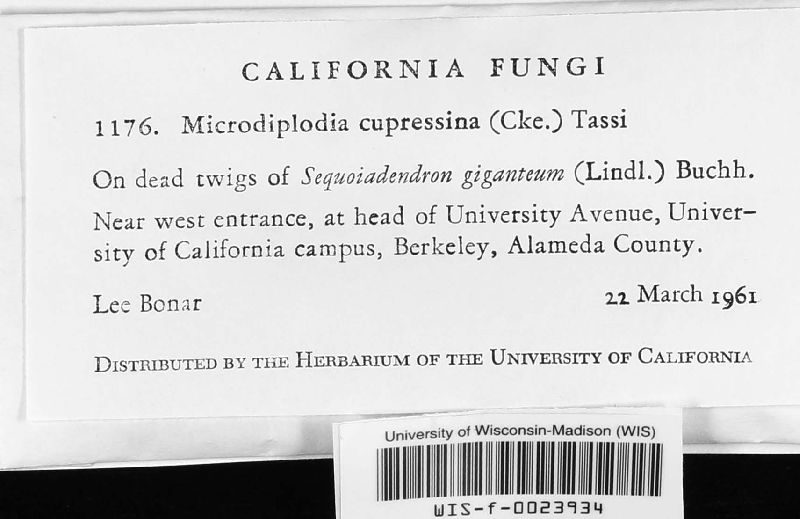 CALIFORNIA FUNGI
1176. Microdiplodia cupressina (Cke.) Tassi
On dead twigs of Sequoiadendron giganteum (Lindl.) Buchh.
Near west entrance, at head of University Avenue, Univer-
sity of California campus, Berkeley, Alameda County.
Lee Bonar 22 March 1961
DISTRIBUTED BY THE HERBARIUM OF THE UNIVERSITY OF CALIFORNIA
University of Wisconsin-Madison (WIS)
WIS-f-0023934